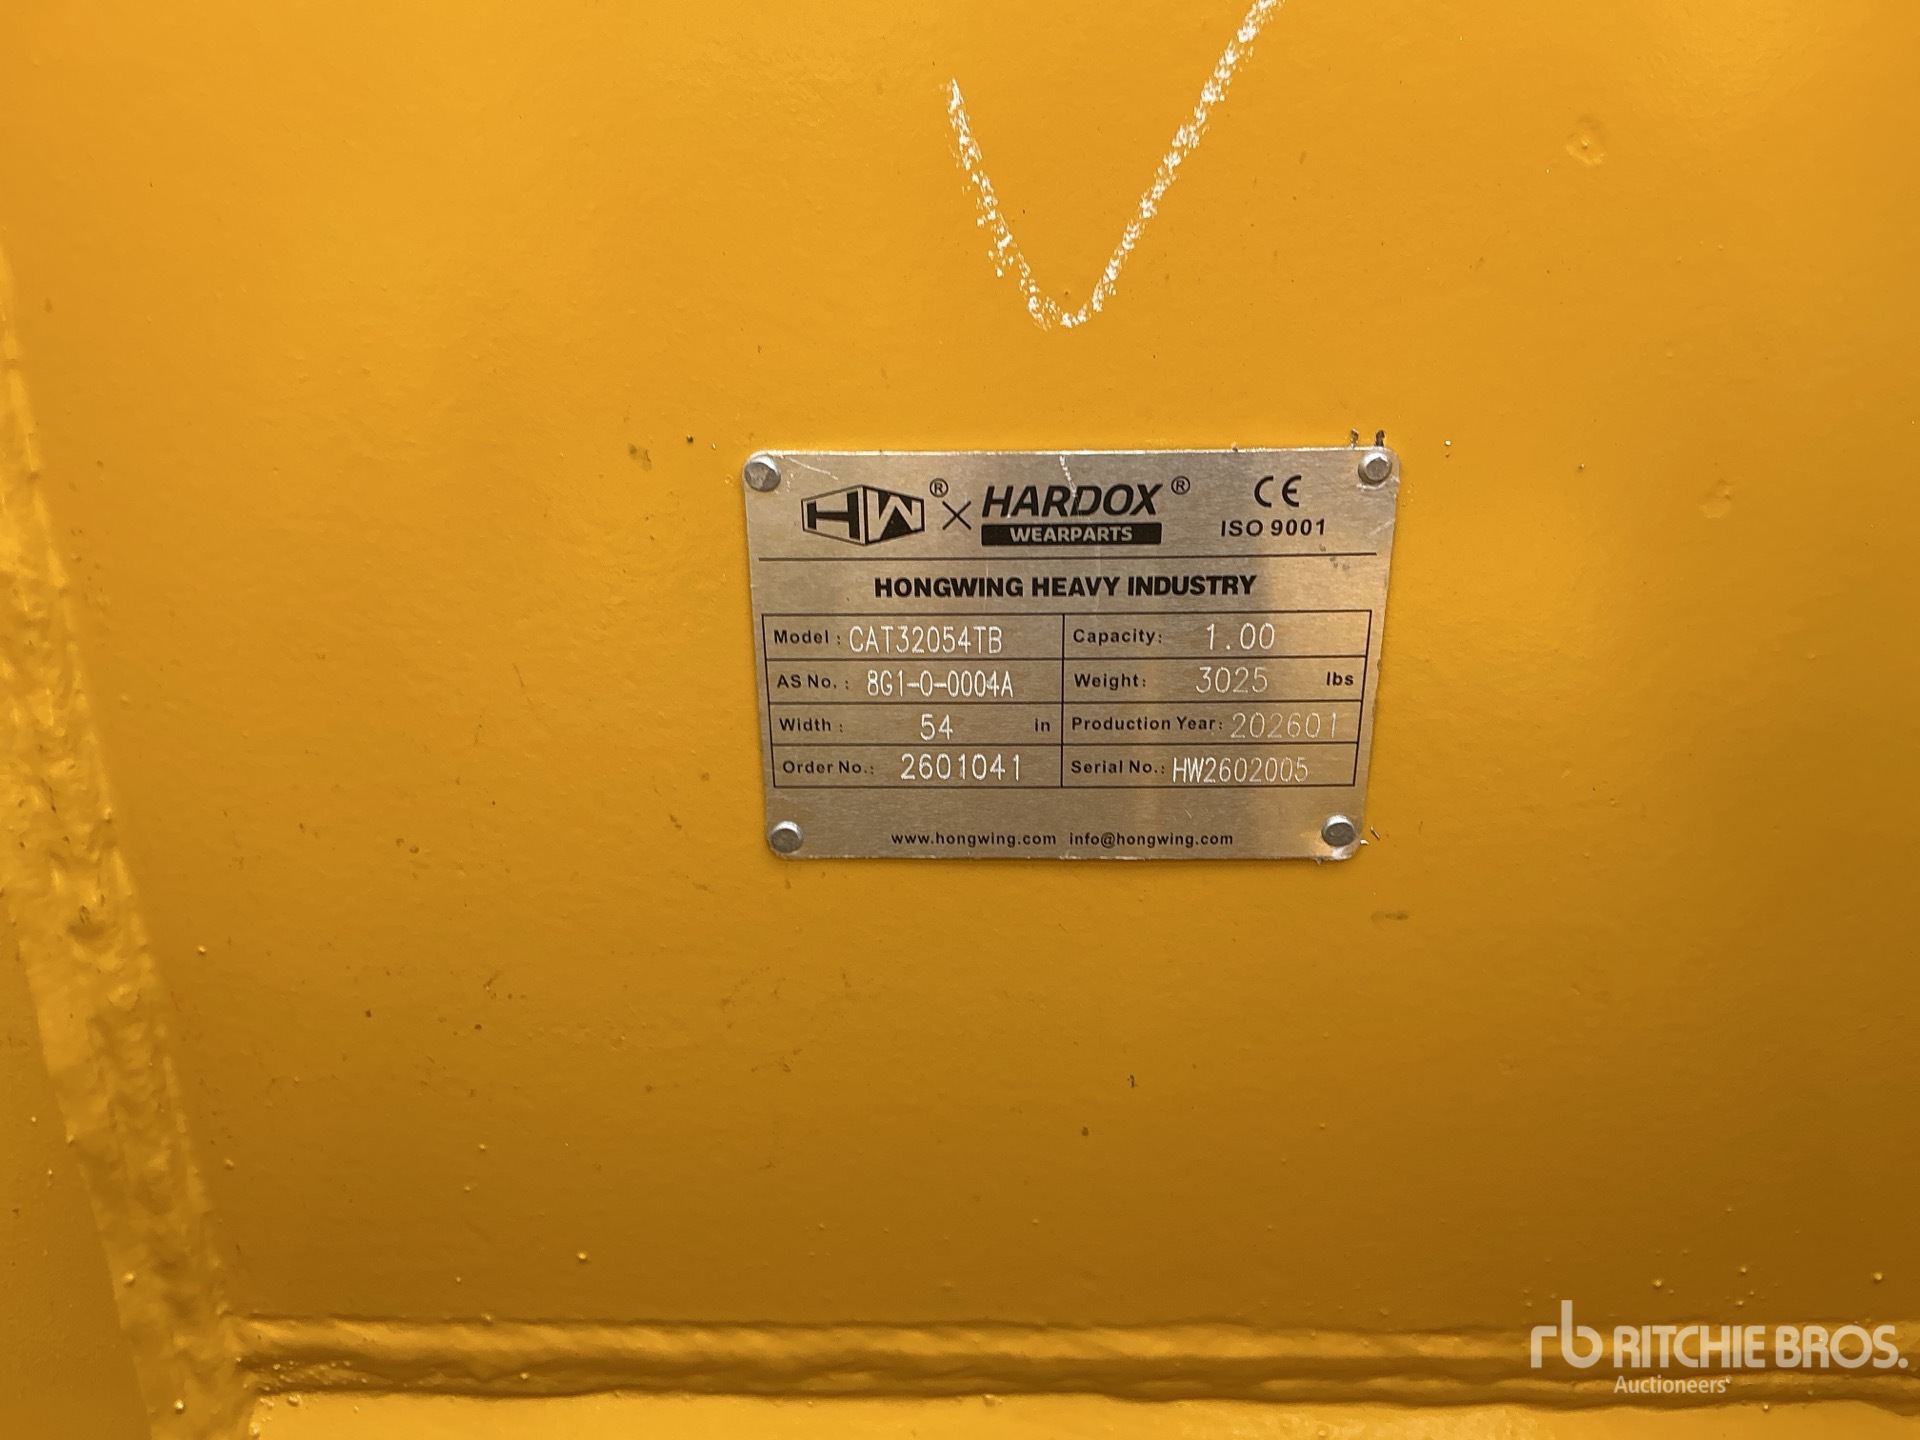 HW® × HARDOX®
WEARPARTS
CE
ISO 9001
HONGWING HEAVY INDUSTRY
Model : CAT32054TB
Capacity: 1.00
AS No. : 8G1-0-0004A
Weight: 3025 lbs
Width : 54 in
Production Year: 202601
Order No.: 2601041
Serial No.: HW2602005
www.hongwing.com info@hongwing.com
rb RITCHIE BROS.
Auctioneers